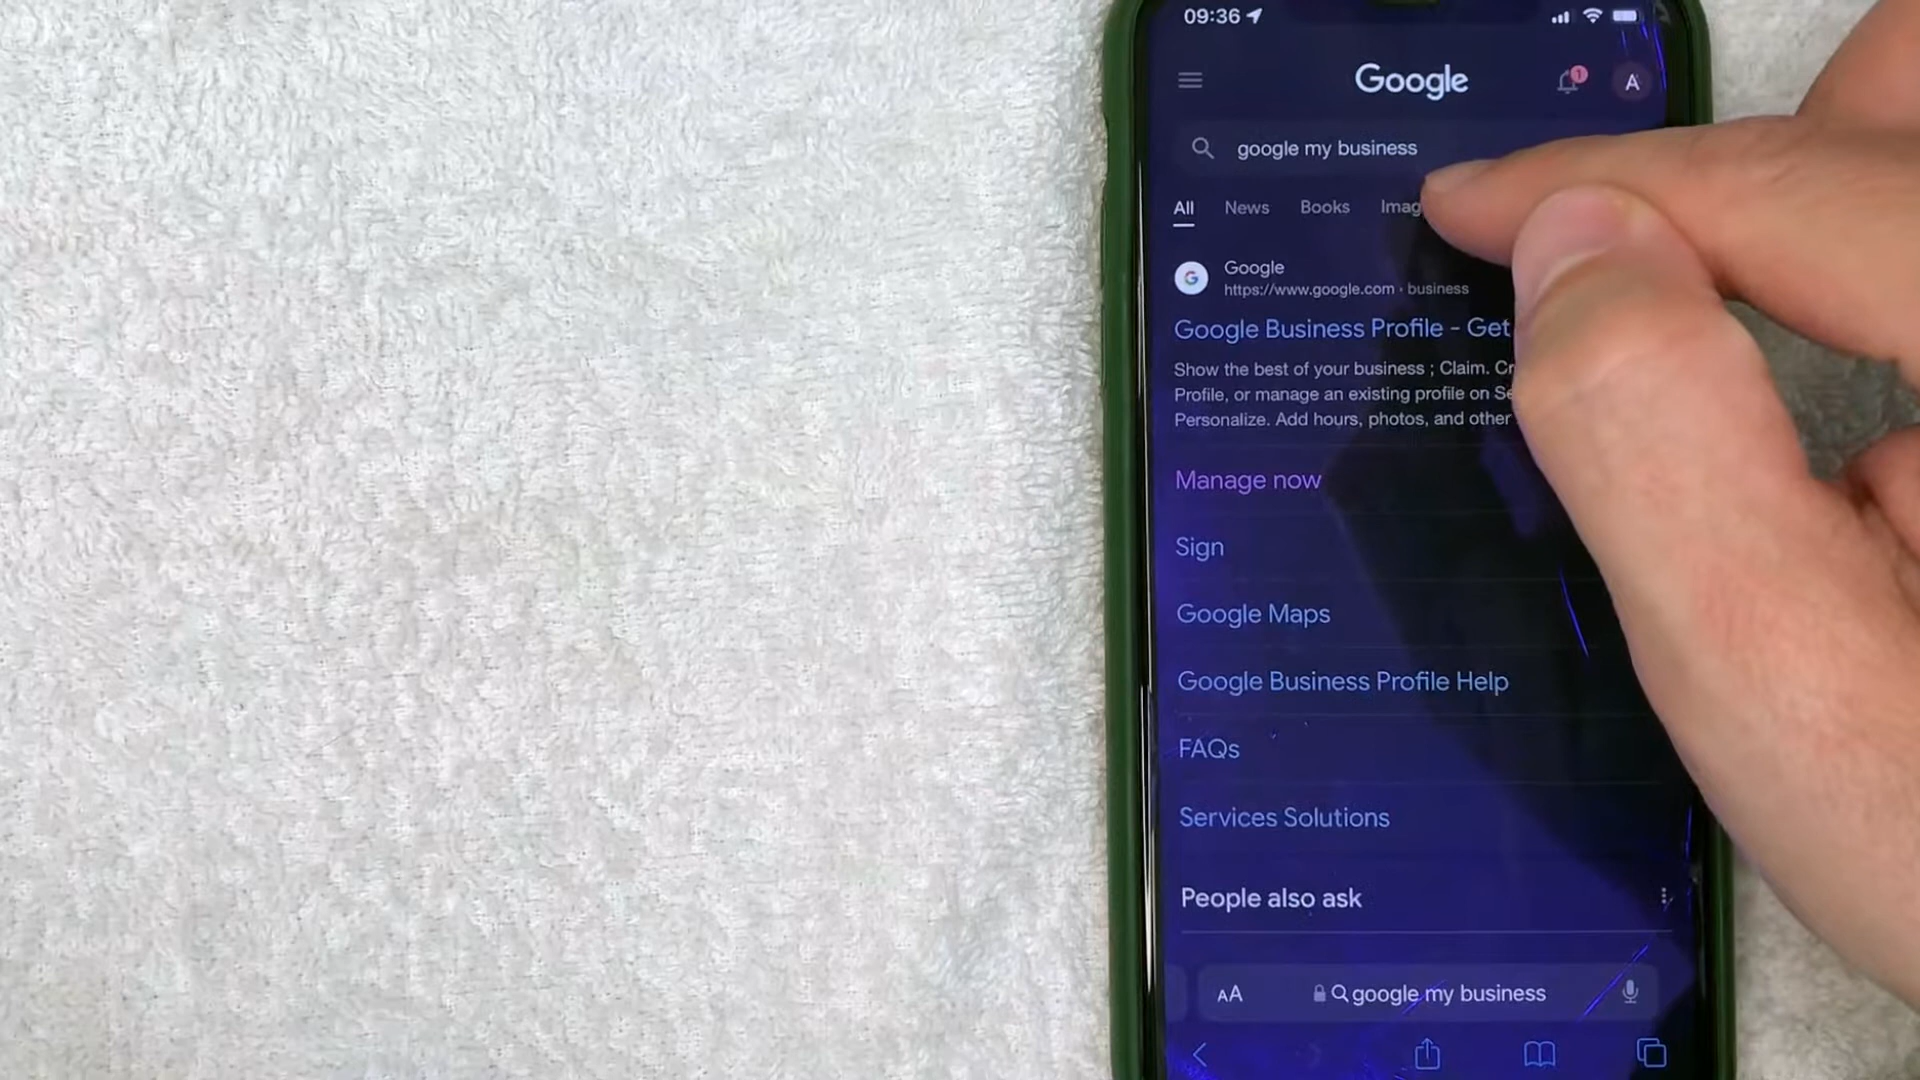 09:36
Google
1
A
google my business
All News Books Imag
Google
https://www.google.com › business
Google Business Profile - Get
Show the best of your business ; Claim. Cr
Profile, or manage an existing profile on Se
Personalize. Add hours, photos, and other
Manage now
Sign
Google Maps
Google Business Profile Help
FAQs
Services Solutions
People also ask
AA google my business